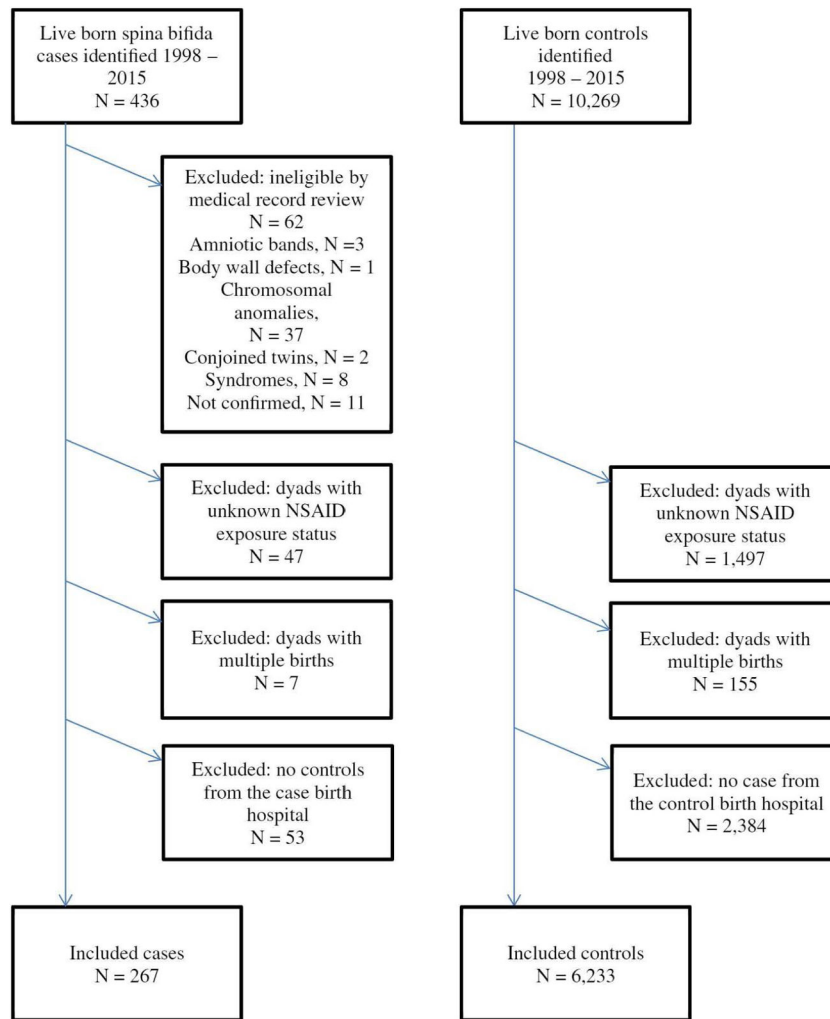 Live born spina bifida
cases identified 1998 –
2015
N = 436
Excluded: ineligible by
medical record review
N = 62
Amniotic bands, N =3
Body wall defects, N = 1
Chromosomal
anomalies,
N = 37
Conjoined twins, N = 2
Syndromes, N = 8
Not confirmed, N = 11
Excluded: dyads with
unknown NSAID
exposure status
N = 47
Excluded: dyads with
multiple births
N = 7
Excluded: no controls
from the case birth
hospital
N = 53
Included cases
N = 267
Live born controls
identified
1998 – 2015
N = 10,269
Excluded: dyads with
unknown NSAID
exposure status
N = 1,497
Excluded: dyads with
multiple births
N = 155
Excluded: no case from
the control birth hospital
N = 2,384
Included controls
N = 6,233